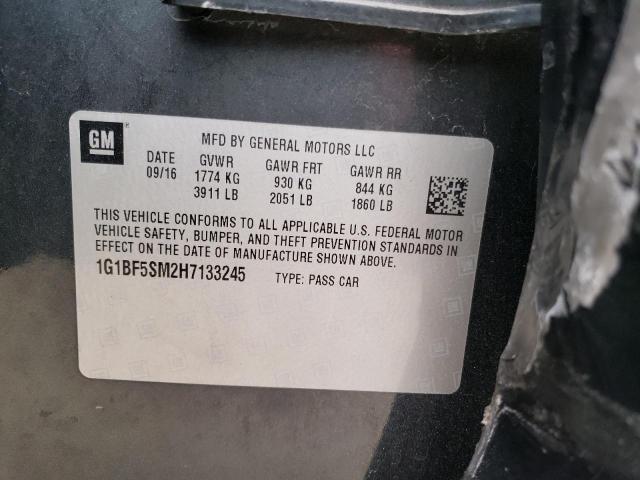 GM
MFD BY GENERAL MOTORS LLC
DATE GVWR GAWR FRT GAWR RR
09/16 1774 KG 930 KG 844 KG
3911 LB 2051 LB 1860 LB
THIS VEHICLE CONFORMS TO ALL APPLICABLE U.S. FEDERAL MOTOR
VEHICLE SAFETY, BUMPER, AND THEFT PREVENTION STANDARDS IN
EFFECT ON THE DATE OF MANUFACTURE SHOWN ABOVE.
1G1BF5SM2H7133245 TYPE: PASS CAR